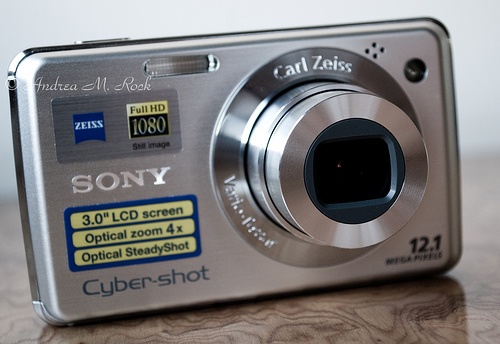 © Andrea M. Rock
Carl Zeiss
ZEISS
Full HD
1080
Still image
SONY
Vario-Tessar
3.0" LCD screen
Optical zoom 4x
Optical SteadyShot
Cyber-shot
12.1
MEGA PIXELS